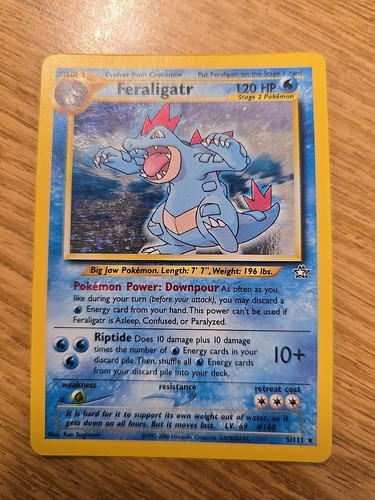 STAGE 2 Evolves from Croconaw Put Feraligatr on the Stage 1 card
Feraligatr 120 HP
Stage 2 Pokémon
Big Jaw Pokémon. Length: 7' 7", Weight: 196 lbs.
Pokémon Power: Downpour As often as you
like during your turn (before your attack), you may discard a
Energy card from your hand. This power can't be used if
Feraligatr is Asleep, Confused, or Paralyzed.
Riptide Does 10 damage plus 10 damage
times the number of Energy cards in your
discard pile. Then, shuffle all Energy cards
from your discard pile into your deck.
10+
weakness resistance retreat cost
It is hard for it to support its own weight out of water, so it
gets down on all fours. But it moves fast. LV. 69 #160
Illus. Ken Sugimori ©1995-2000 Nintendo, Creatures, GAMEFREAK. 5/111